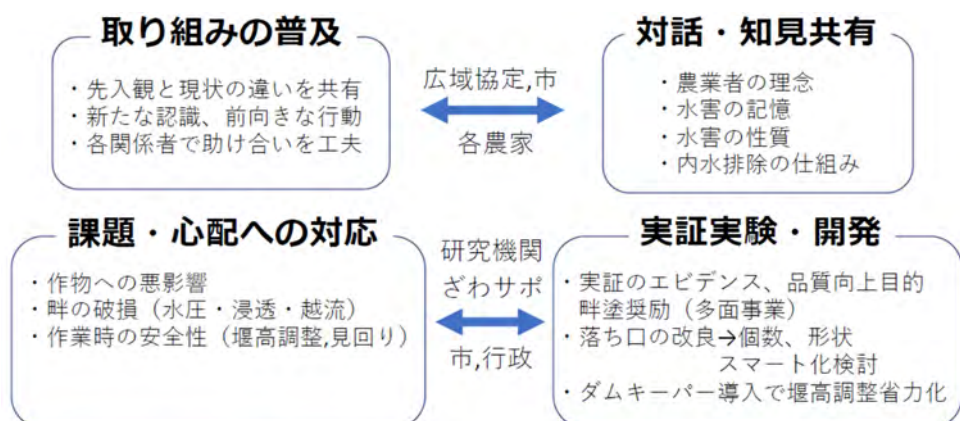 取り組みの普及
・先入観と現状の違いを共有
・新たな認識、前向きな行動
・各関係者で助け合いを工夫
広域協定,市
各農家
対話・知見共有
・農業者の理念
・水害の記憶
・水害の性質
・内水排除の仕組み
課題・心配への対応
・作物への悪影響
・畔の破損（水圧・浸透・越流）
・作業時の安全性（堰高調整,見回り）
研究機関
ざわサポ
市,行政
実証実験・開発
・実証のエビデンス、品質向上目的
畔塗奨励（多面事業）
・落ち口の改良→個数、形状
スマート化検討
・ダムキーパー導入で堰高調整省力化